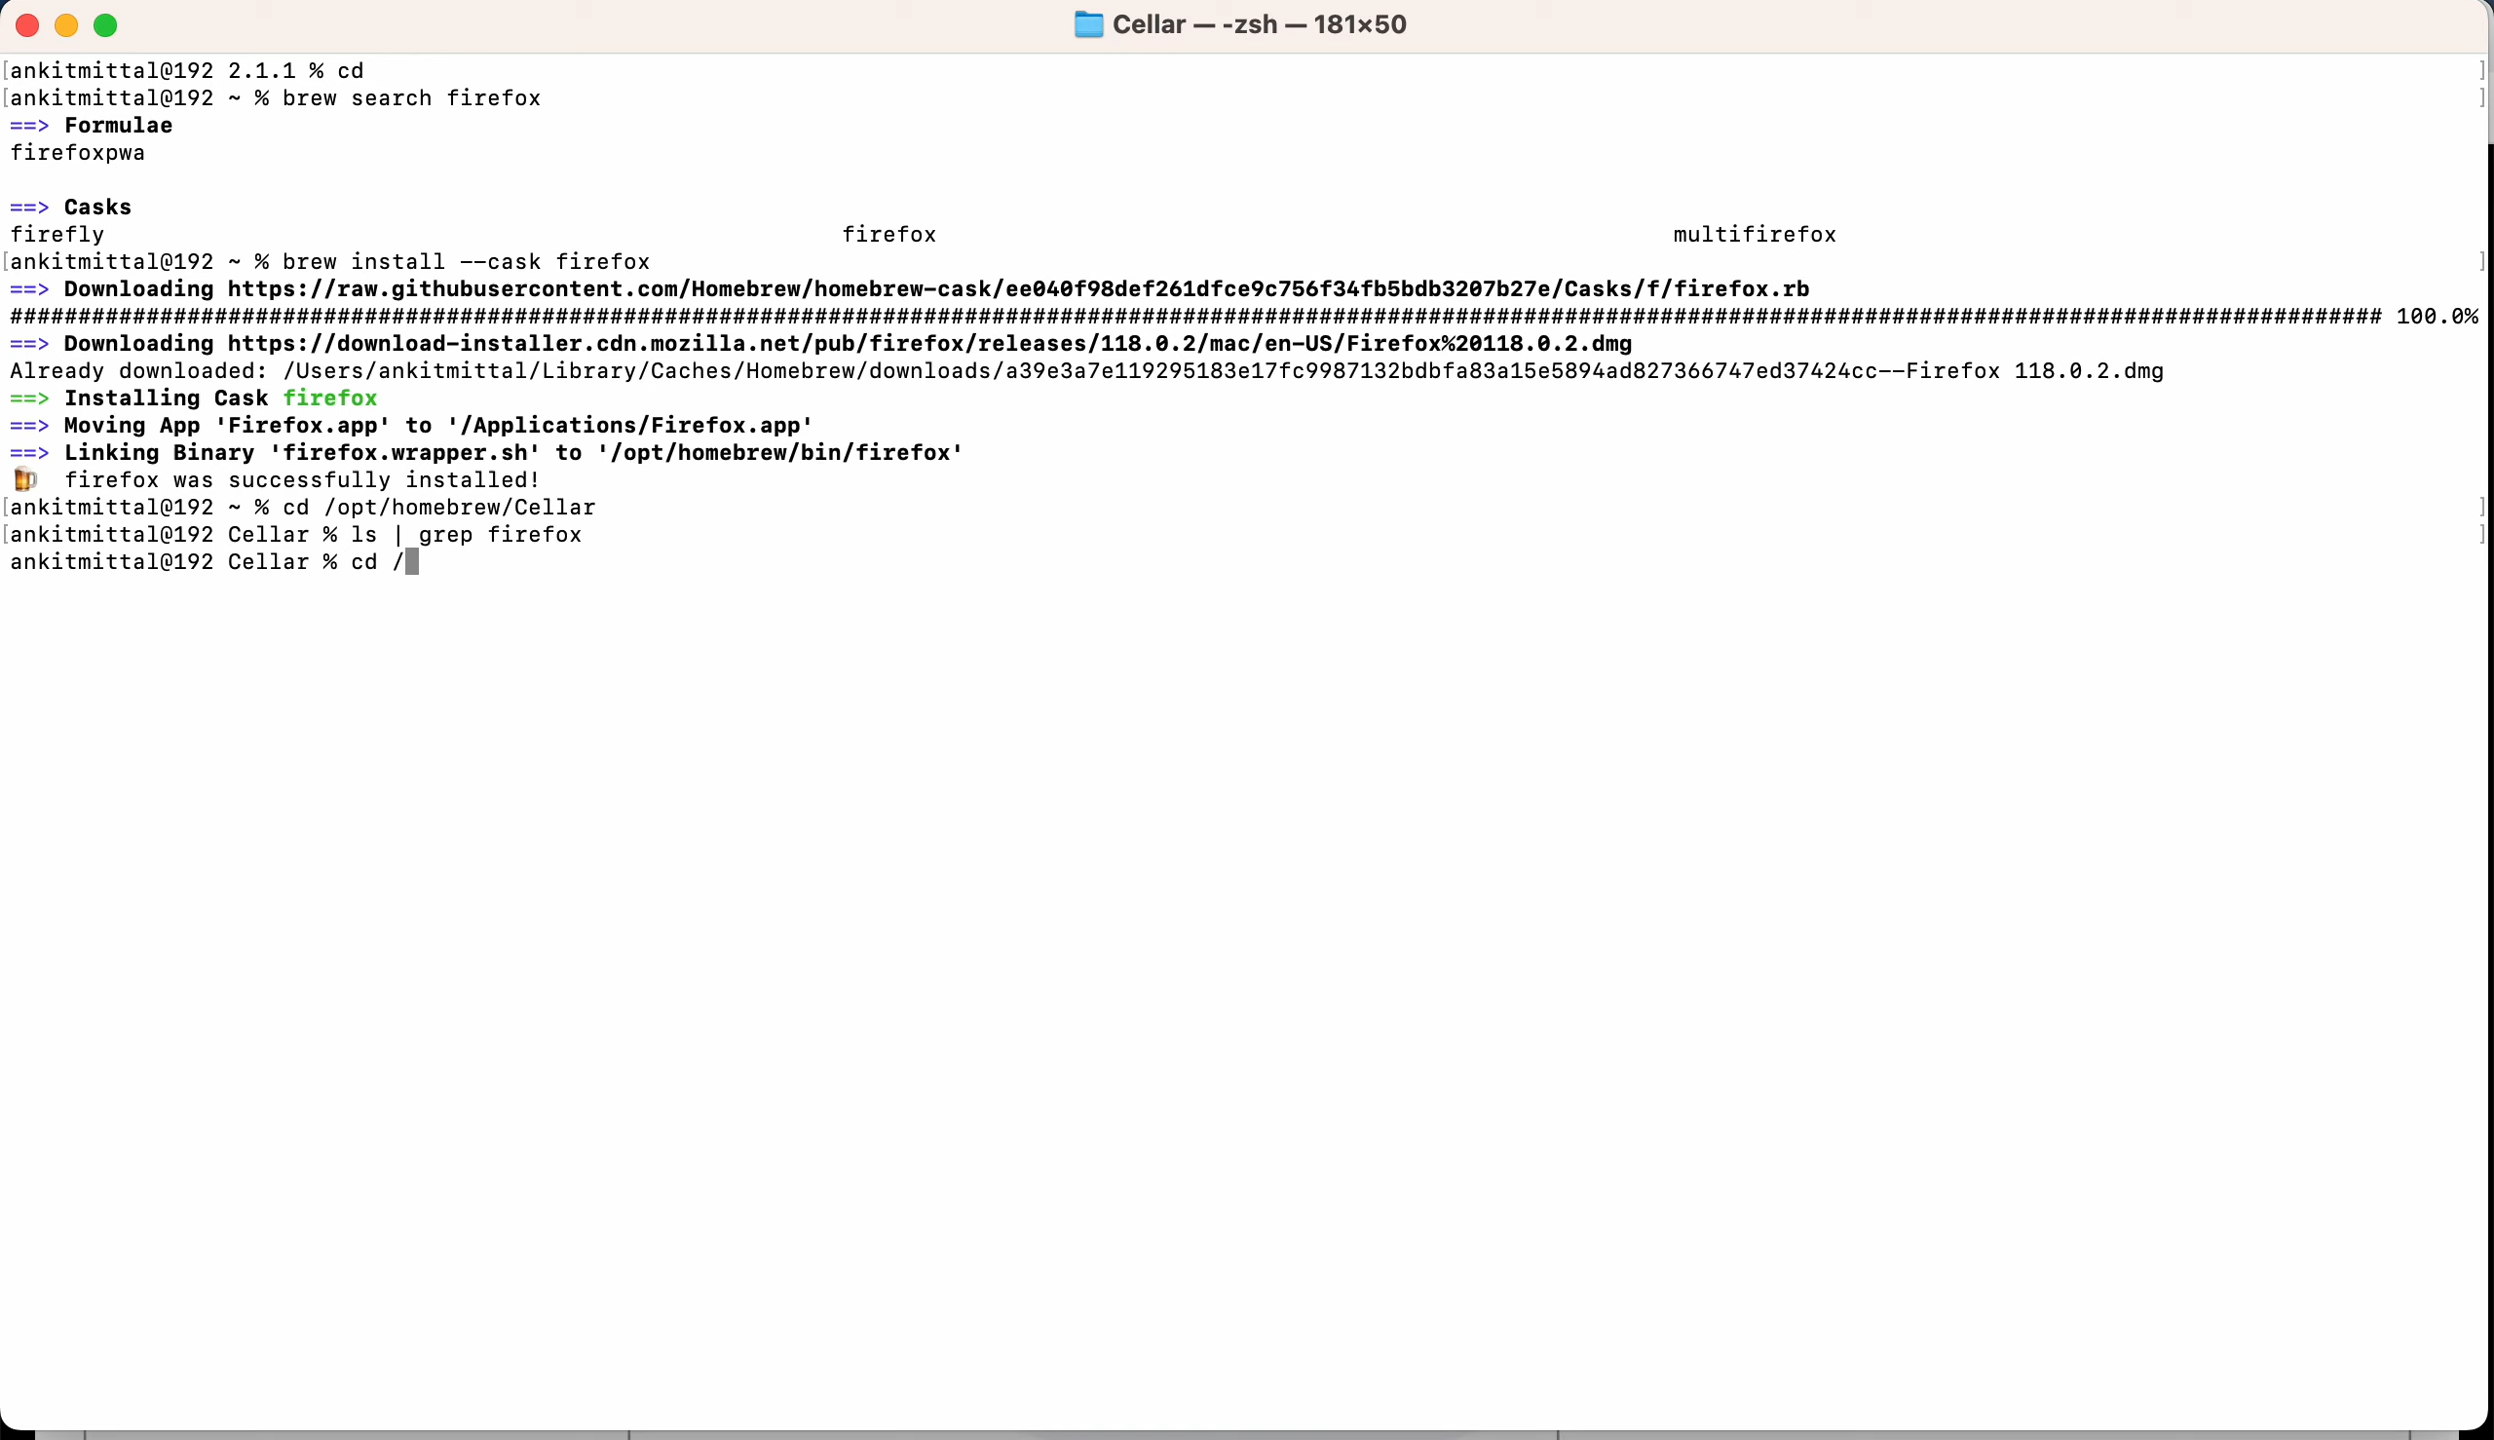 Cellar — -zsh — 181×50
[ankitmittal@192 2.1.1 % cd ]
[ankitmittal@192 ~ % brew search firefox ]
==> Formulae
firefoxpwa
==> Casks
firefly firefox multifirefox
[ankitmittal@192 ~ % brew install --cask firefox ]
==> Downloading https://raw.githubusercontent.com/Homebrew/homebrew-cask/ee040f98def261dfce9c756f34fb5bdb3207b27e/Casks/f/firefox.rb
############################################################################################################################################################################## 100.0%
==> Downloading https://download-installer.cdn.mozilla.net/pub/firefox/releases/118.0.2/mac/en-US/Firefox%20118.0.2.dmg
Already downloaded: /Users/ankitmittal/Library/Caches/Homebrew/downloads/a39e3a7e119295183e17fc9987132bdbfa83a15e5894ad827366747ed37424cc--Firefox 118.0.2.dmg
==> Installing Cask firefox
==> Moving App 'Firefox.app' to '/Applications/Firefox.app'
==> Linking Binary 'firefox.wrapper.sh' to '/opt/homebrew/bin/firefox'
🍺 firefox was successfully installed!
[ankitmittal@192 ~ % cd /opt/homebrew/Cellar ]
[ankitmittal@192 Cellar % ls | grep firefox ]
ankitmittal@192 Cellar % cd /